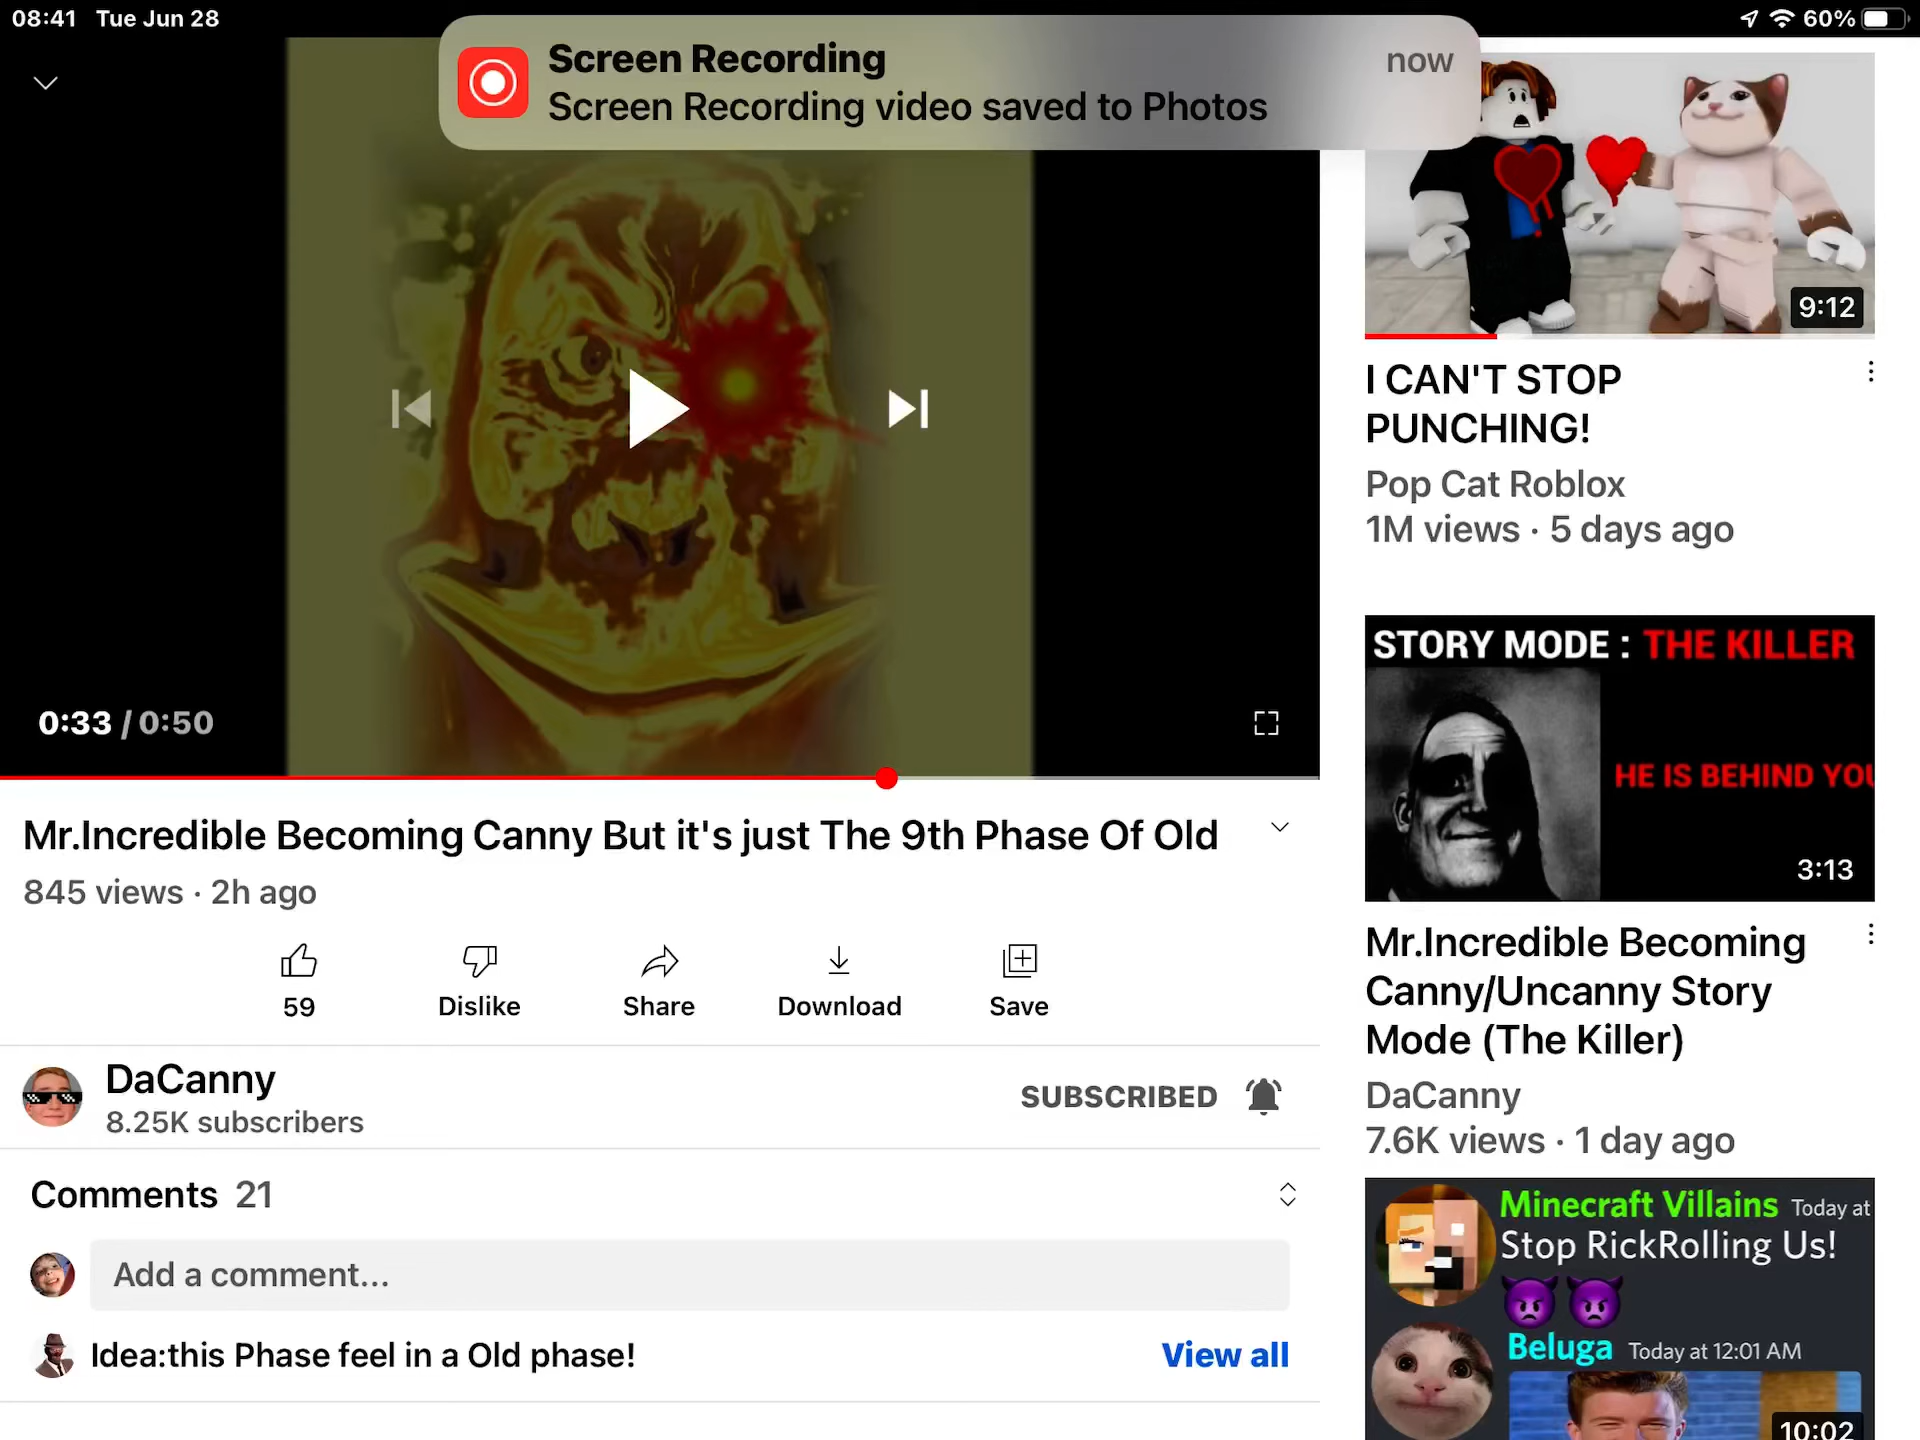 08:41 Tue Jun 28
60%
Screen Recording
now
Screen Recording video saved to Photos
0:33 / 0:50
Mr.Incredible Becoming Canny But it's just The 9th Phase Of Old
845 views · 2h ago
59
Dislike
Share
Download
Save
DaCanny
8.25K subscribers
SUBSCRIBED
Comments 21
Add a comment...
Idea:this Phase feel in a Old phase!
View all
9:12
I CAN'T STOP
PUNCHING!
Pop Cat Roblox
1M views · 5 days ago
STORY MODE : THE KILLER
HE IS BEHIND YOU
3:13
Mr.Incredible Becoming
Canny/Uncanny Story
Mode (The Killer)
DaCanny
7.6K views · 1 day ago
Minecraft Villains Today at
Stop RickRolling Us!
Beluga Today at 12:01 AM
10:02